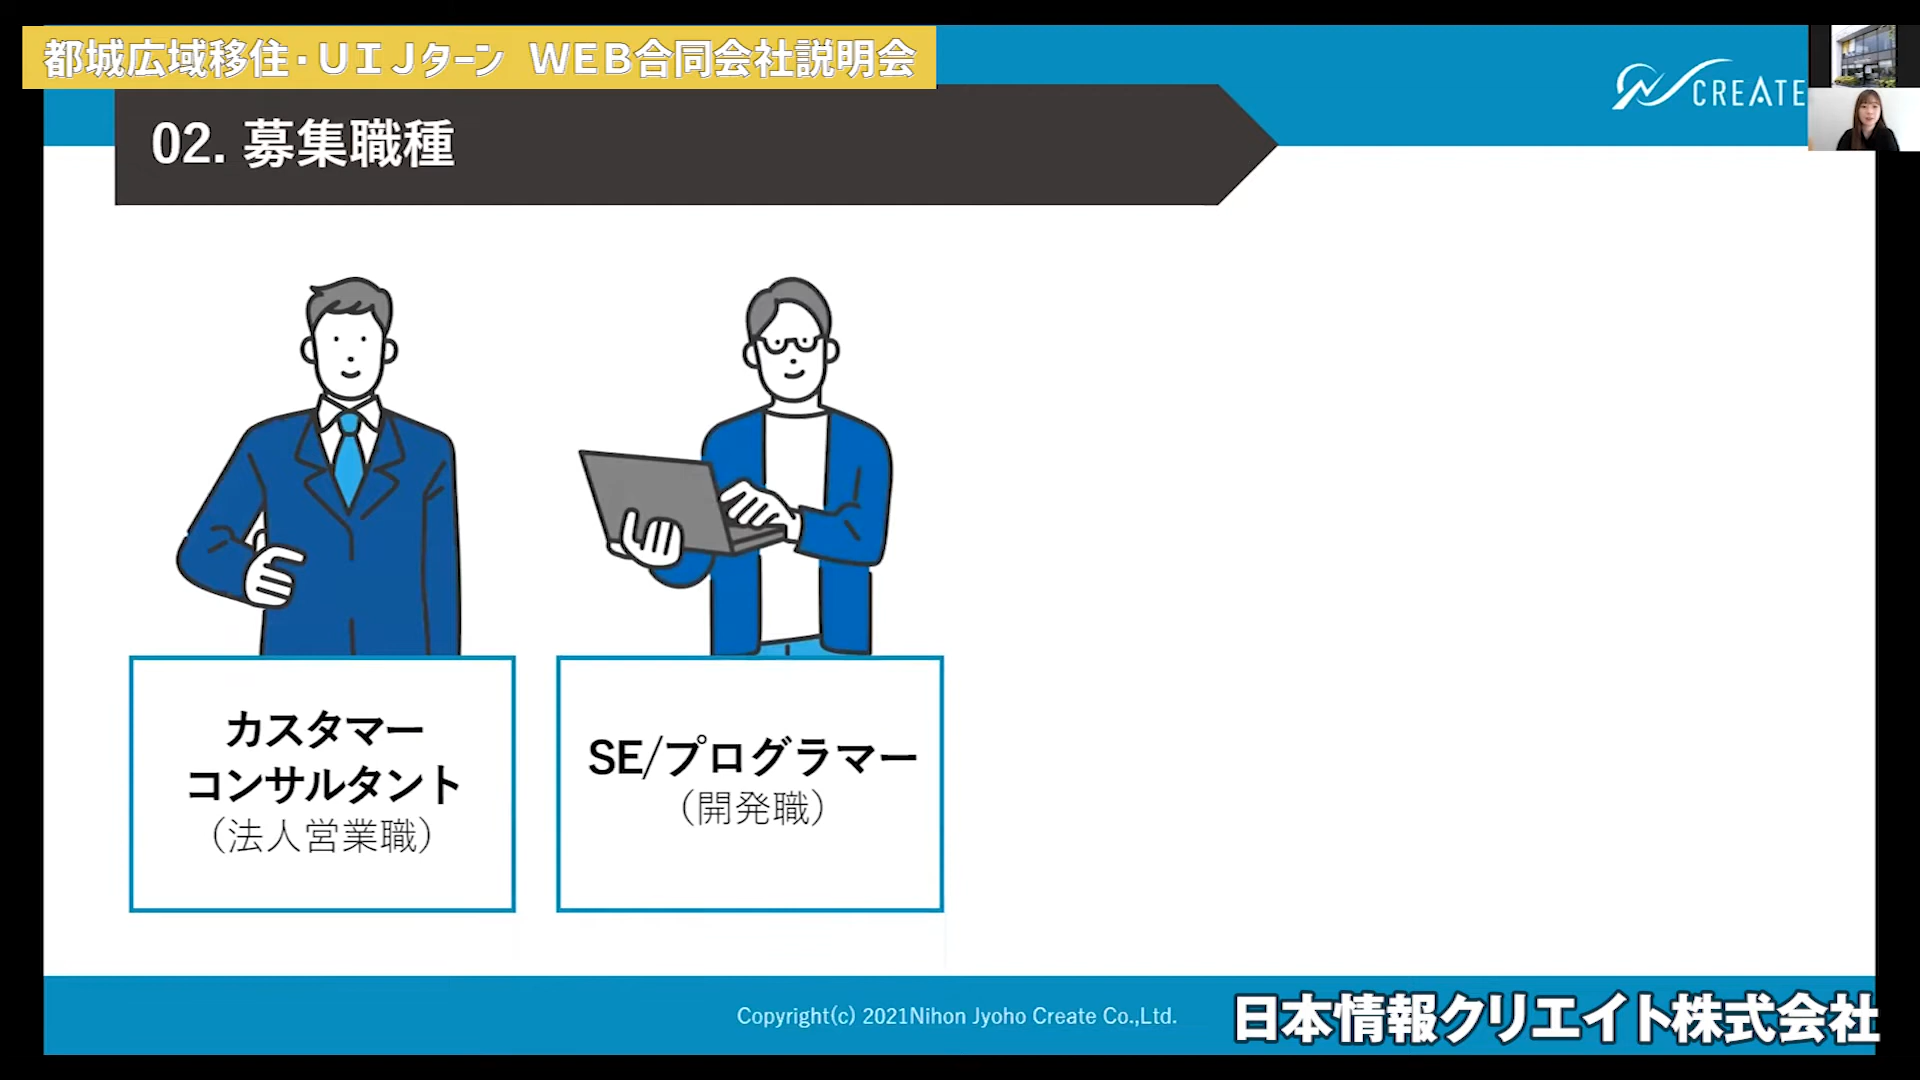 都城広域移住・ＵＩＪﾀｰﾝ　ＷＥＢ合同会社説明会
CREATE
02. 募集職種
カスタマー
コンサルタント
（法人営業職）
SE/プログラマー
（開発職）
Copyright(c) 2021Nihon Jyoho Create Co.,Ltd.
日本情報クリエイト株式会社